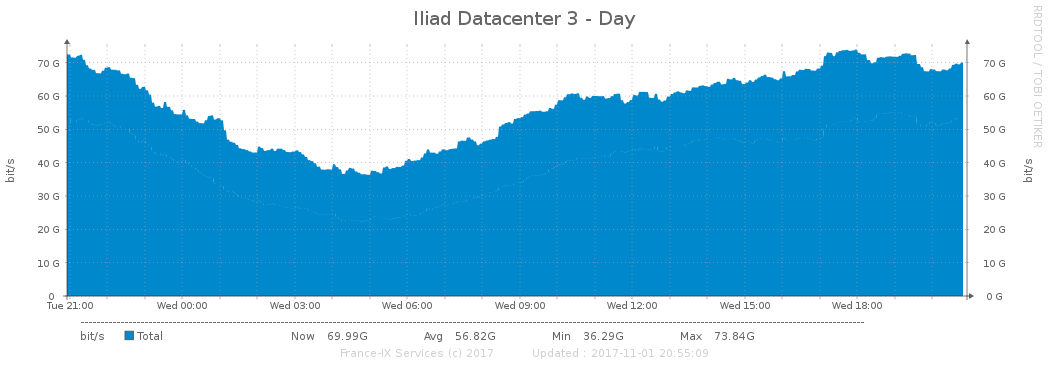 Iliad Datacenter 3 - Day
RRDTOOL / TOBI OETIKER
bit/s
bit/s
70 G 70 G
60 G 60 G
50 G 50 G
40 G 40 G
30 G 30 G
20 G 20 G
10 G 10 G
0 0 G
Tue 21:00 Wed 00:00 Wed 03:00 Wed 06:00 Wed 09:00 Wed 12:00 Wed 15:00 Wed 18:00
bit/s Total Now 69.99G Avg 56.82G Min 36.29G Max 73.84G
France-IX Services (c) 2017 Updated : 2017-11-01 20:55:09